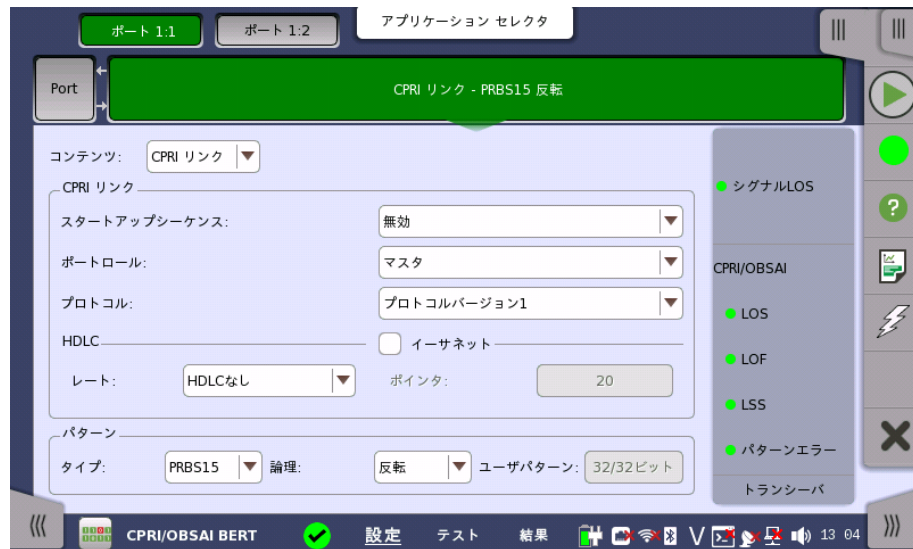 アプリケーション セレクタ
ポート 1:1 ポート 1:2
Port
CPRI リンク - PRBS15 反転
コンテンツ: CPRI リンク
CPRI リンク
スタートアップシーケンス: 無効
ポートロール: マスタ
プロトコル: プロトコルバージョン1
HDLC イーサネット
レート: HDLCなし ポインタ: 20
パターン
タイプ: PRBS15 論理: 反転 ユーザパターン: 32/32ビット
シグナルLOS
CPRI/OBSAI
LOS
LOF
LSS
パターンエラー
トランシーバ
CPRI/OBSAI BERT 設定 テスト 結果 13 04